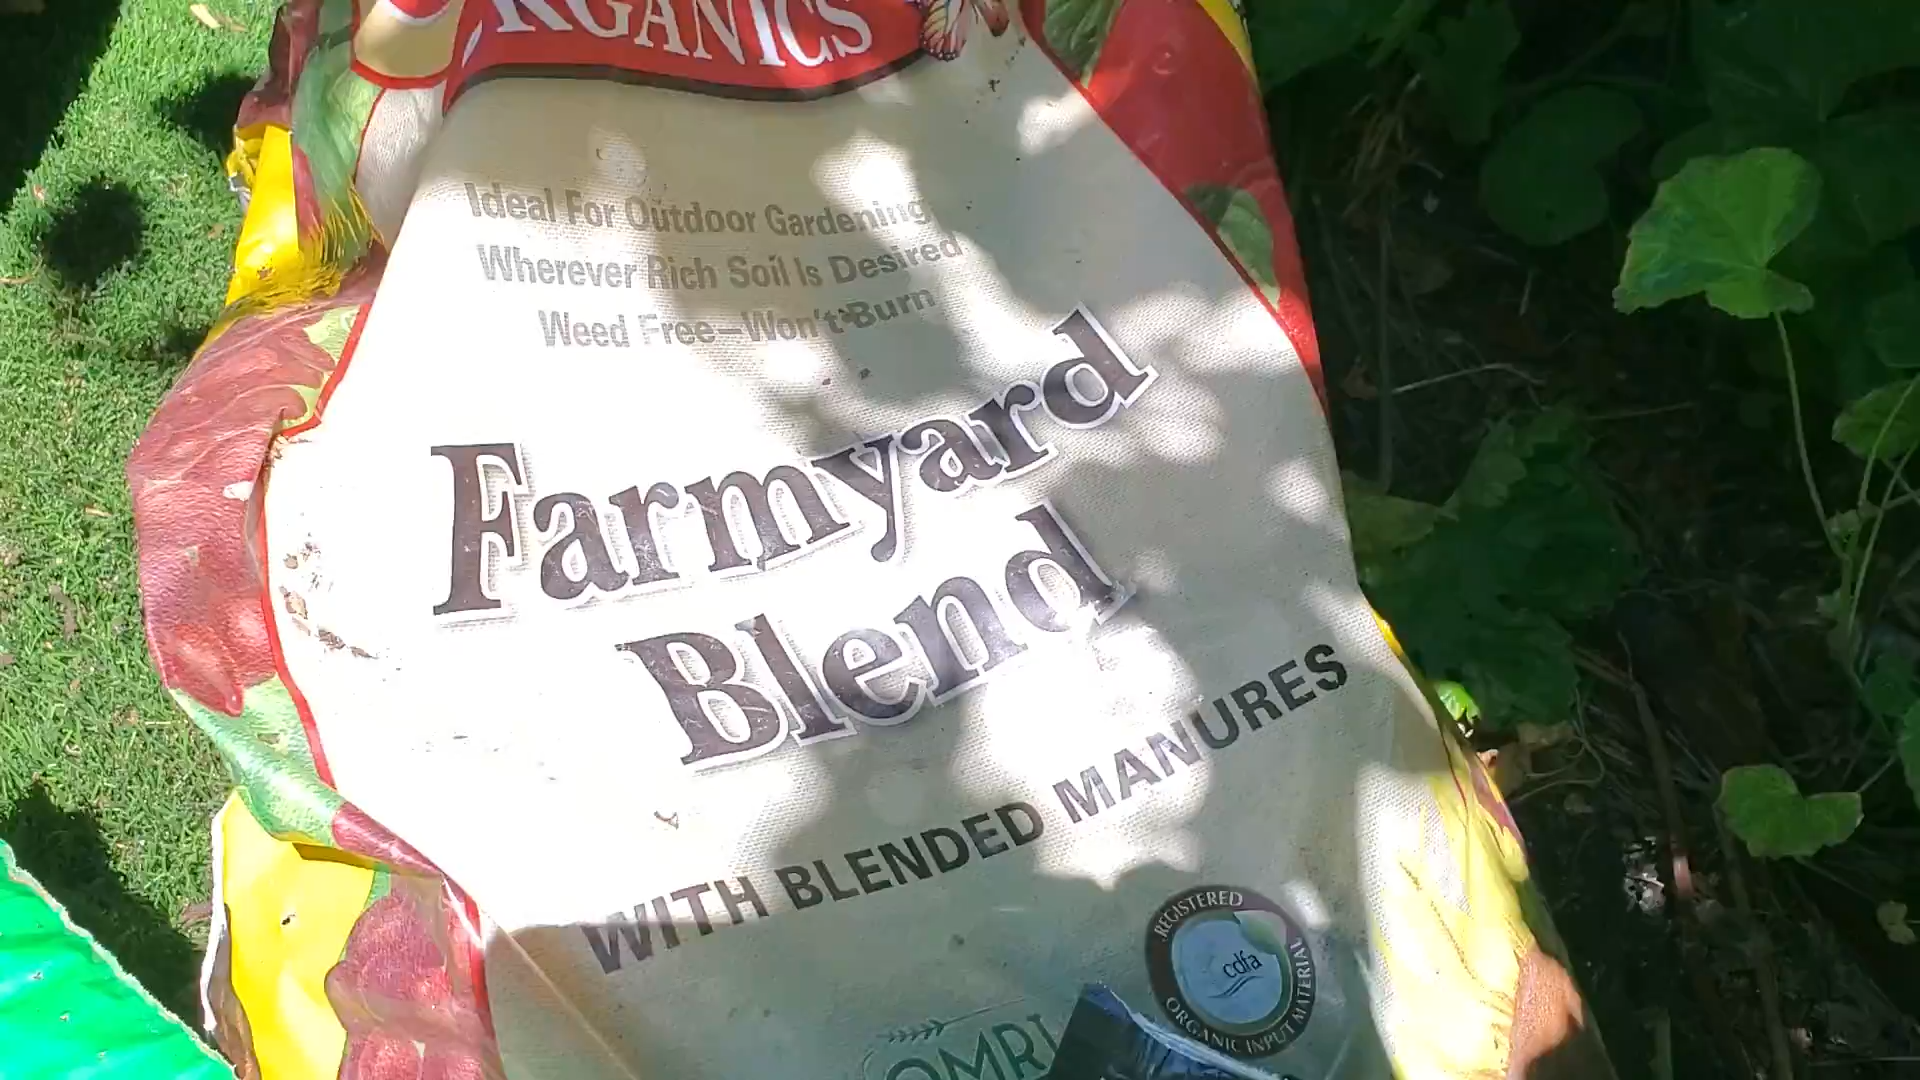 ORGANICS
Ideal For Outdoor Gardening
Wherever Rich Soil Is Desired
Weed Free—Won't Burn
Farmyard
Blend
WITH BLENDED MANURES
REGISTERED
cdfa
ORGANIC INPUT MATERIAL
OMRI